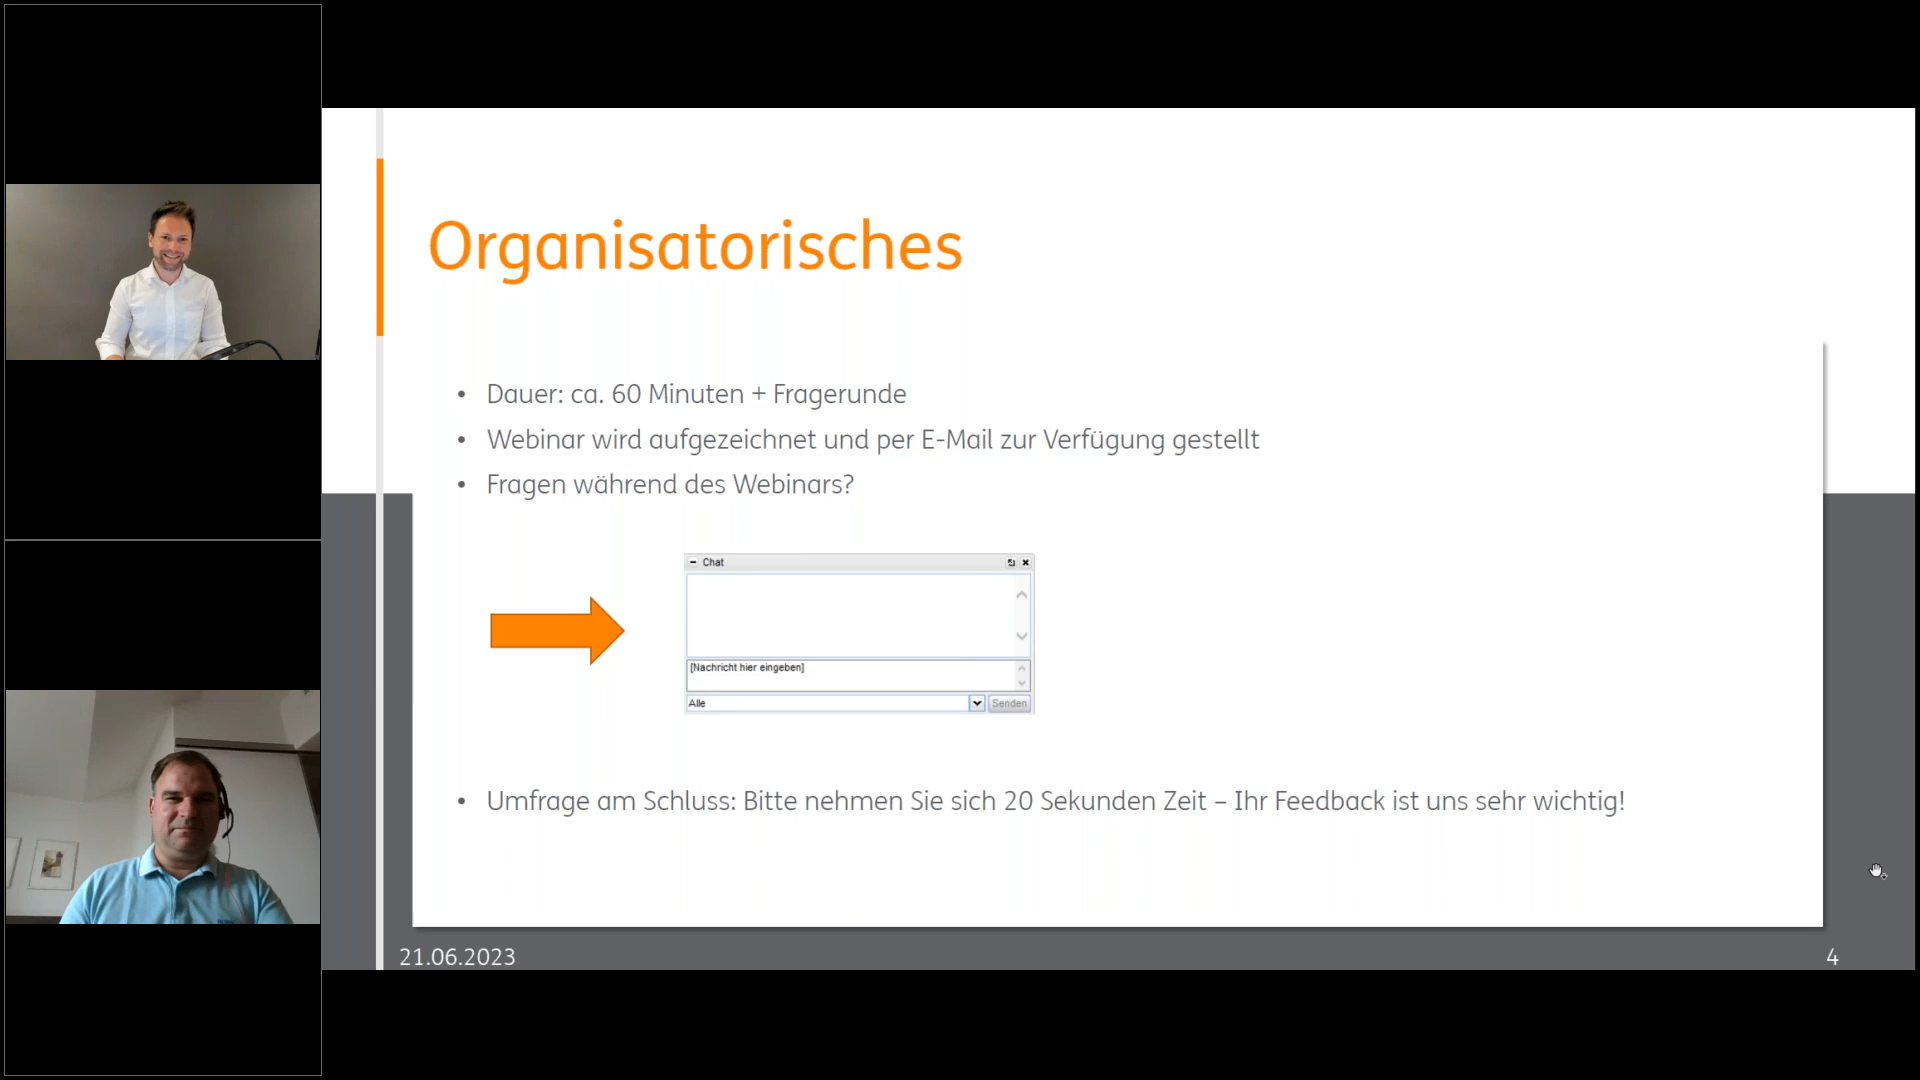 Organisatorisches
• Dauer: ca. 60 Minuten + Fragerunde
• Webinar wird aufgezeichnet und per E-Mail zur Verfügung gestellt
• Fragen während des Webinars?
Chat
[Nachricht hier eingeben]
Alle
Senden
• Umfrage am Schluss: Bitte nehmen Sie sich 20 Sekunden Zeit – Ihr Feedback ist uns sehr wichtig!
21.06.2023
4